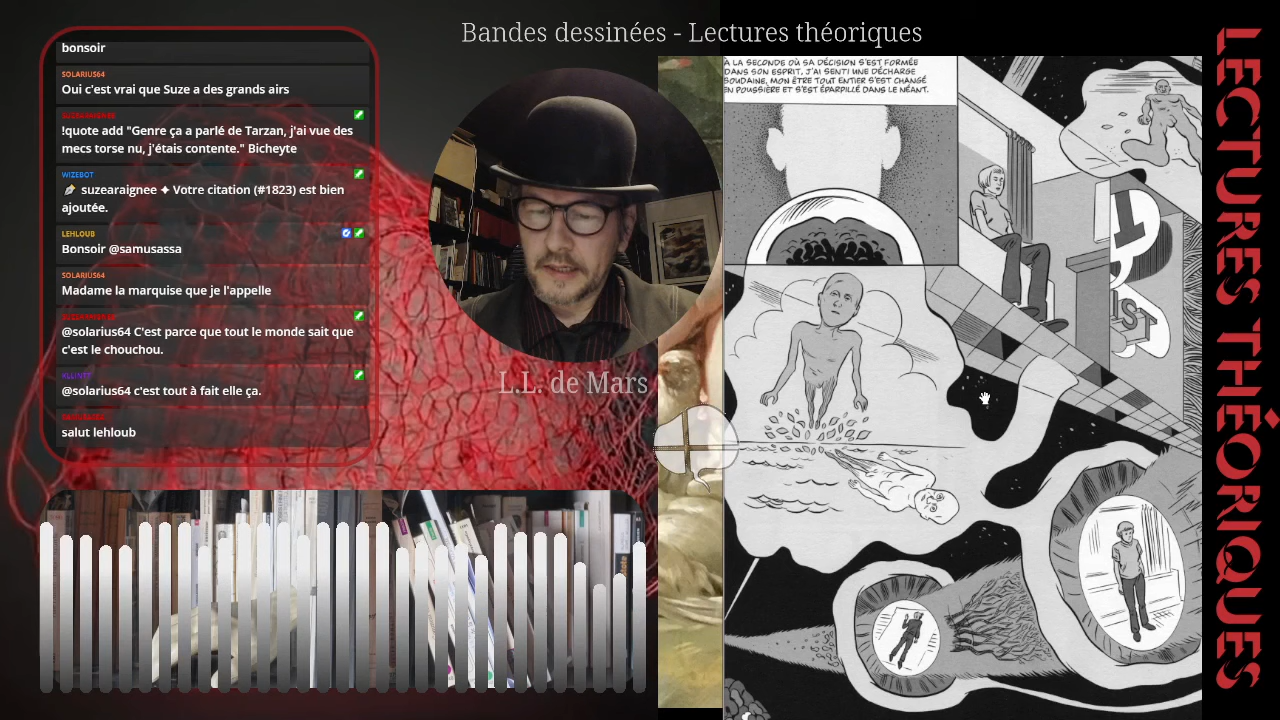 Bandes dessinées - Lectures théoriques
bonsoir
SOLARIUS64
Oui c'est vrai que suze a des grands airs
SUZEARAIGNEE
!quote add "Genre ça a parlé de Tarzan, j'ai vue des
mecs torse nu, j'étais contente." Bicheyte
WIZEBOT
suzearaignee ✦ Votre citation (#1823) est bien
ajoutée.
LEHLOUB
Bonsoir @samusassa
SOLARIUS64
Madame la marquise que je l'appelle
SUZEARAIGNEE
@solarius64 C'est parce que tout le monde sait que
c'est le chouchou.
@solarius64 c'est tout à fait elle ça.
salut lehloub
L.L. de Mars
À LA SECONDE OÙ SA DÉCISION S'EST FORMÉE
DANS SON ESPRIT, J'AI SENTI UNE DÉCHARGE
SOUDAINE, MON ÊTRE TOUT ENTIER S'EST CHANGÉ
EN POUSSIÈRE ET S'EST ÉPARPILLÉ DANS LE NÉANT.
LECTURES THÉORIQUES